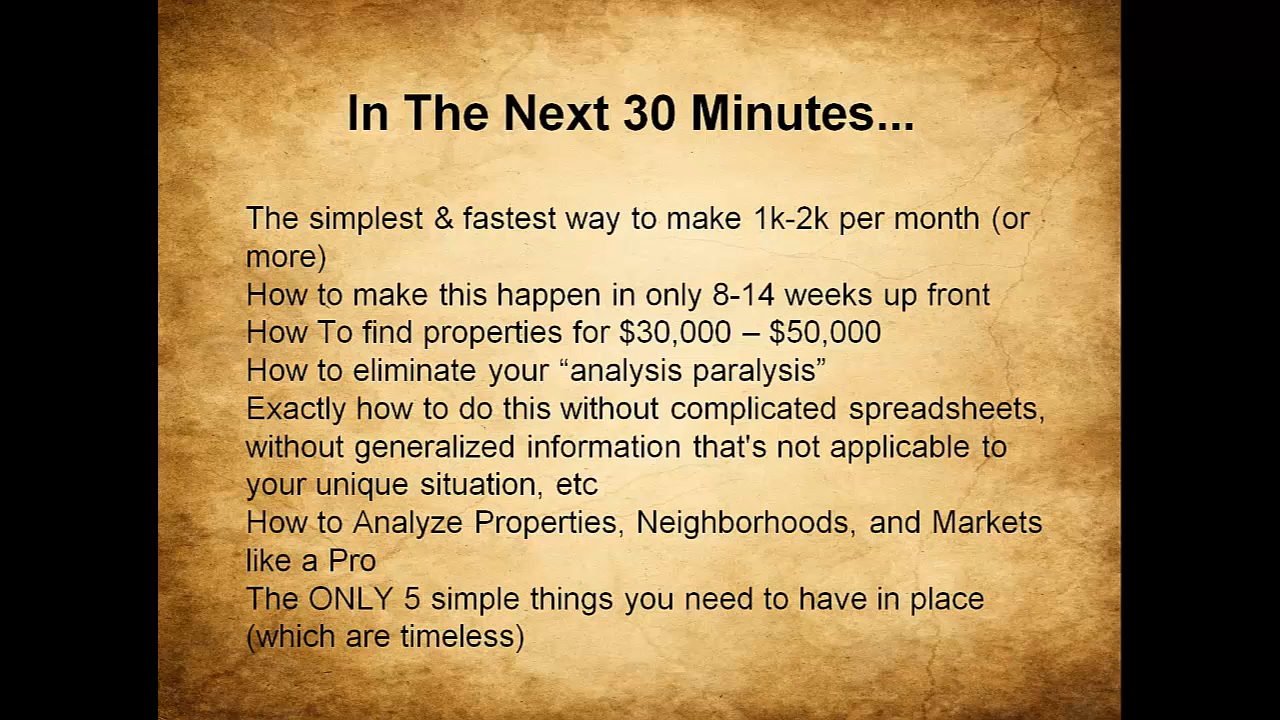 In The Next 30 Minutes...
The simplest & fastest way to make 1k-2k per month (or
more)
How to make this happen in only 8-14 weeks up front
How To find properties for $30,000 – $50,000
How to eliminate your “analysis paralysis”
Exactly how to do this without complicated spreadsheets,
without generalized information that's not applicable to
your unique situation, etc
How to Analyze Properties, Neighborhoods, and Markets
like a Pro
The ONLY 5 simple things you need to have in place
(which are timeless)